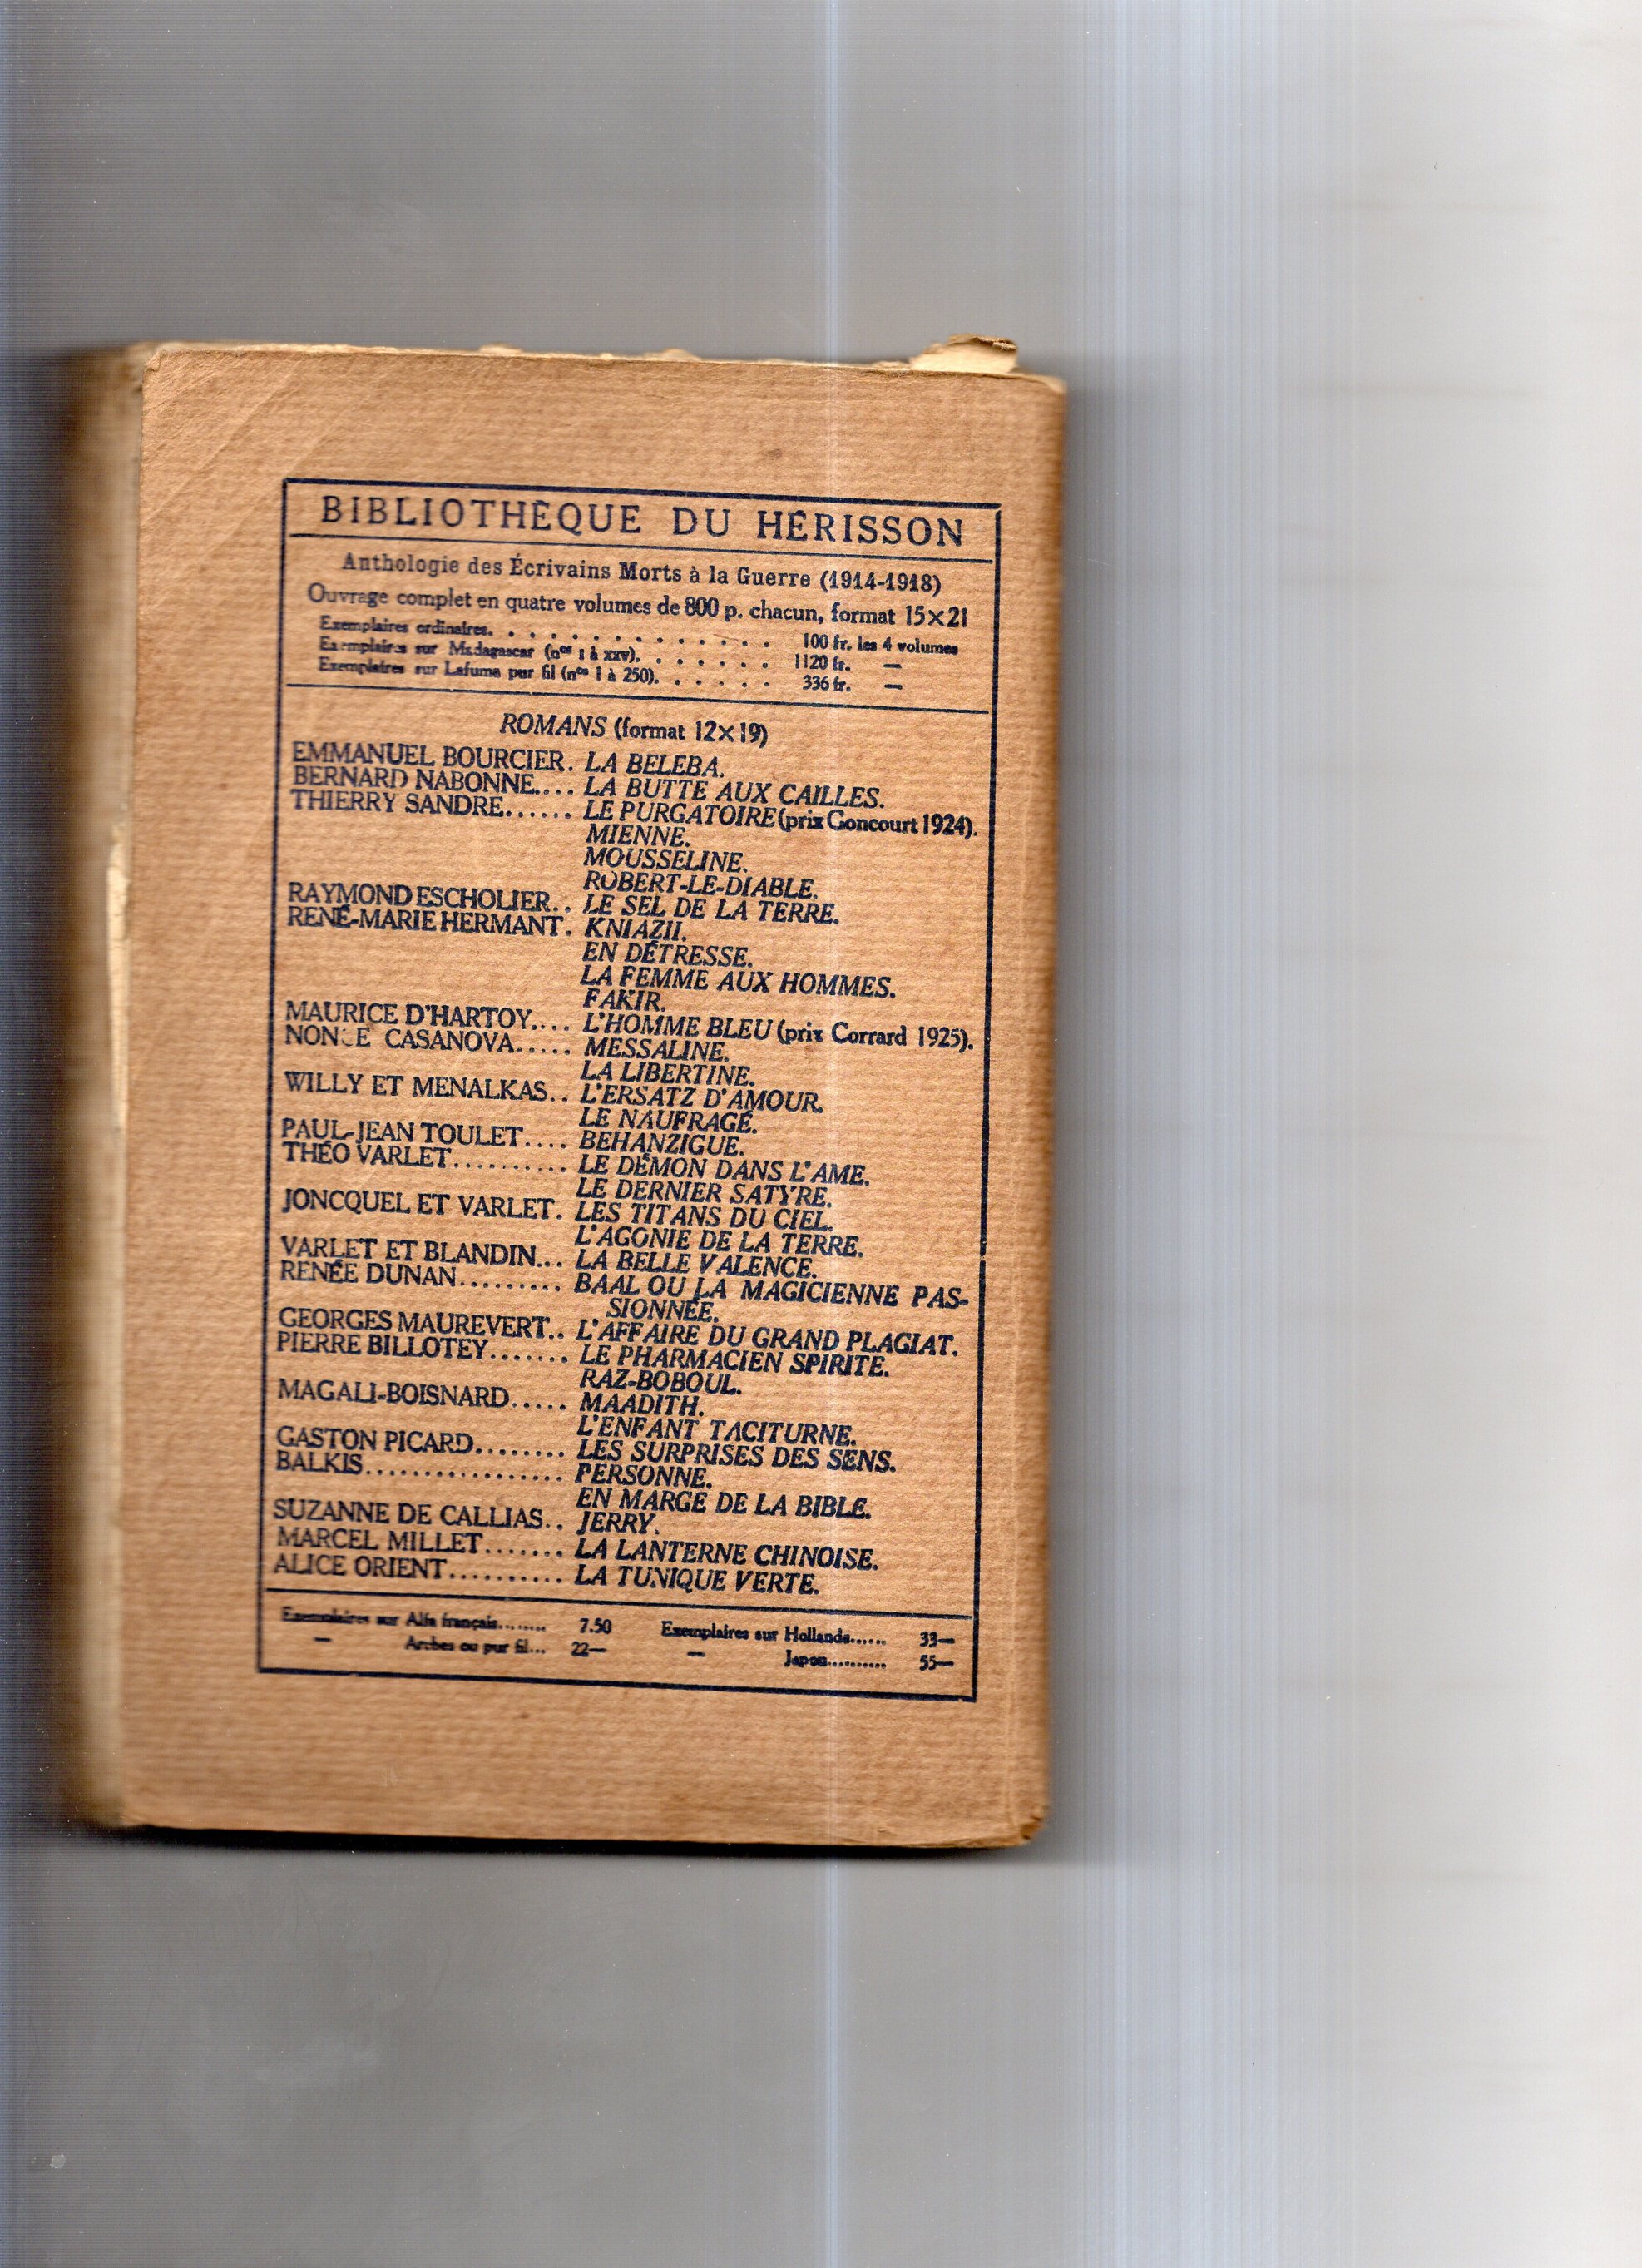 BIBLIOTHÈQUE DU HÉRISSON
Anthologie des Écrivains Morts à la Guerre (1914-1918)
Ouvrage complet en quatre volumes de 800 p. chacun, format 15×21
Exemplaires ordinaires. . . . . . . . . . . . . . 100 fr. les 4 volumes
Exemplaires sur Madagascar (nos I à XXV). . . . . . . 1120 fr. —
Exemplaires sur Lafuma pur fil (nos 1 à 250). . . . . . 336 fr. —
ROMANS (format 12×19)
EMMANUEL BOURCIER. LA BELEBA.
BERNARD NABONNE.... LA BUTTE AUX CAILLES.
THIERRY SANDRE...... LE PURGATOIRE (prix Goncourt 1924).
MIENNE.
MOUSSELINE.
ROBERT-LE-DIABLE.
RAYMOND ESCHOLIER.. LE SEL DE LA TERRE.
RENÉ-MARIE HERMANT. KNIAZII.
EN DÉTRESSE.
LA FEMME AUX HOMMES.
FAKIR.
MAURICE D'HARTOY.... L'HOMME BLEU (prix Corrard 1925).
NONCE CASANOVA..... MESSALINE.
LA LIBERTINE.
WILLY ET MENALKAS.. L'ERSATZ D'AMOUR.
LE NAUFRAGÉ.
PAUL-JEAN TOULET.... BEHANZIGUE.
THÉO VARLET.......... LE DÉMON DANS L'AME.
LE DERNIER SATYRE.
JONCQUEL ET VARLET. LES TITANS DU CIEL.
L'AGONIE DE LA TERRE.
VARLET ET BLANDIN... LA BELLE VALENCE.
RENÉE DUNAN......... BAAL OU LA MAGICIENNE PAS-
SIONNÉE.
GEORGES MAUREVERT.. L'AFFAIRE DU GRAND PLAGIAT.
PIERRE BILLOTEY....... LE PHARMACIEN SPIRITE.
RAZ-BOBOUL.
MAGALI-BOISNARD..... MAADITH.
L'ENFANT TACITURNE.
GASTON PICARD........ LES SURPRISES DES SENS.
BALKIS.................. PERSONNE.
EN MARGE DE LA BIBLE.
SUZANNE DE CALLIAS.. JERRY.
MARCEL MILLET....... LA LANTERNE CHINOISE.
ALICE ORIENT.......... LA TUNIQUE VERTE.
Exemplaires sur Alfa français........ 7.50 Exemplaires sur Hollande...... 33—
— Arches ou pur fil... 22— — Japon.......... 55—